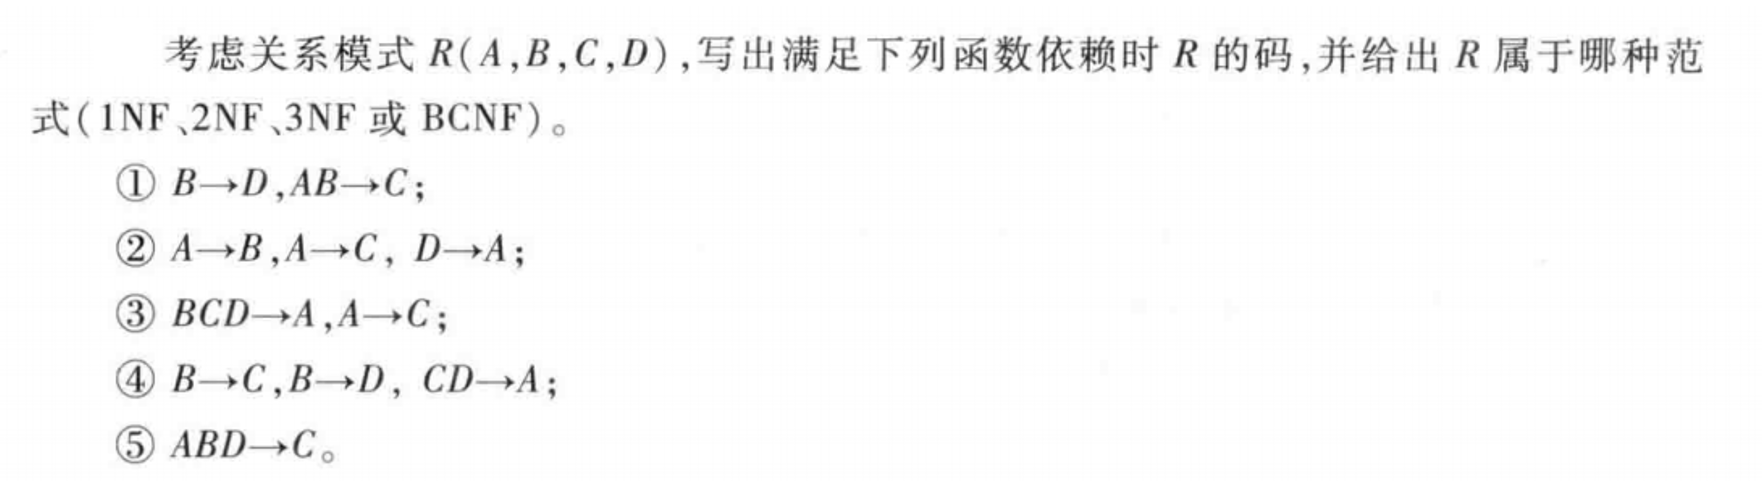 考虑关系模式 R(A,B,C,D),写出满足下列函数依赖时 R 的码,并给出 R 属于哪种范
式(1NF、2NF、3NF 或 BCNF)。
① B→D,AB→C;
② A→B,A→C, D→A;
③ BCD→A,A→C;
④ B→C,B→D, CD→A;
⑤ ABD→C。